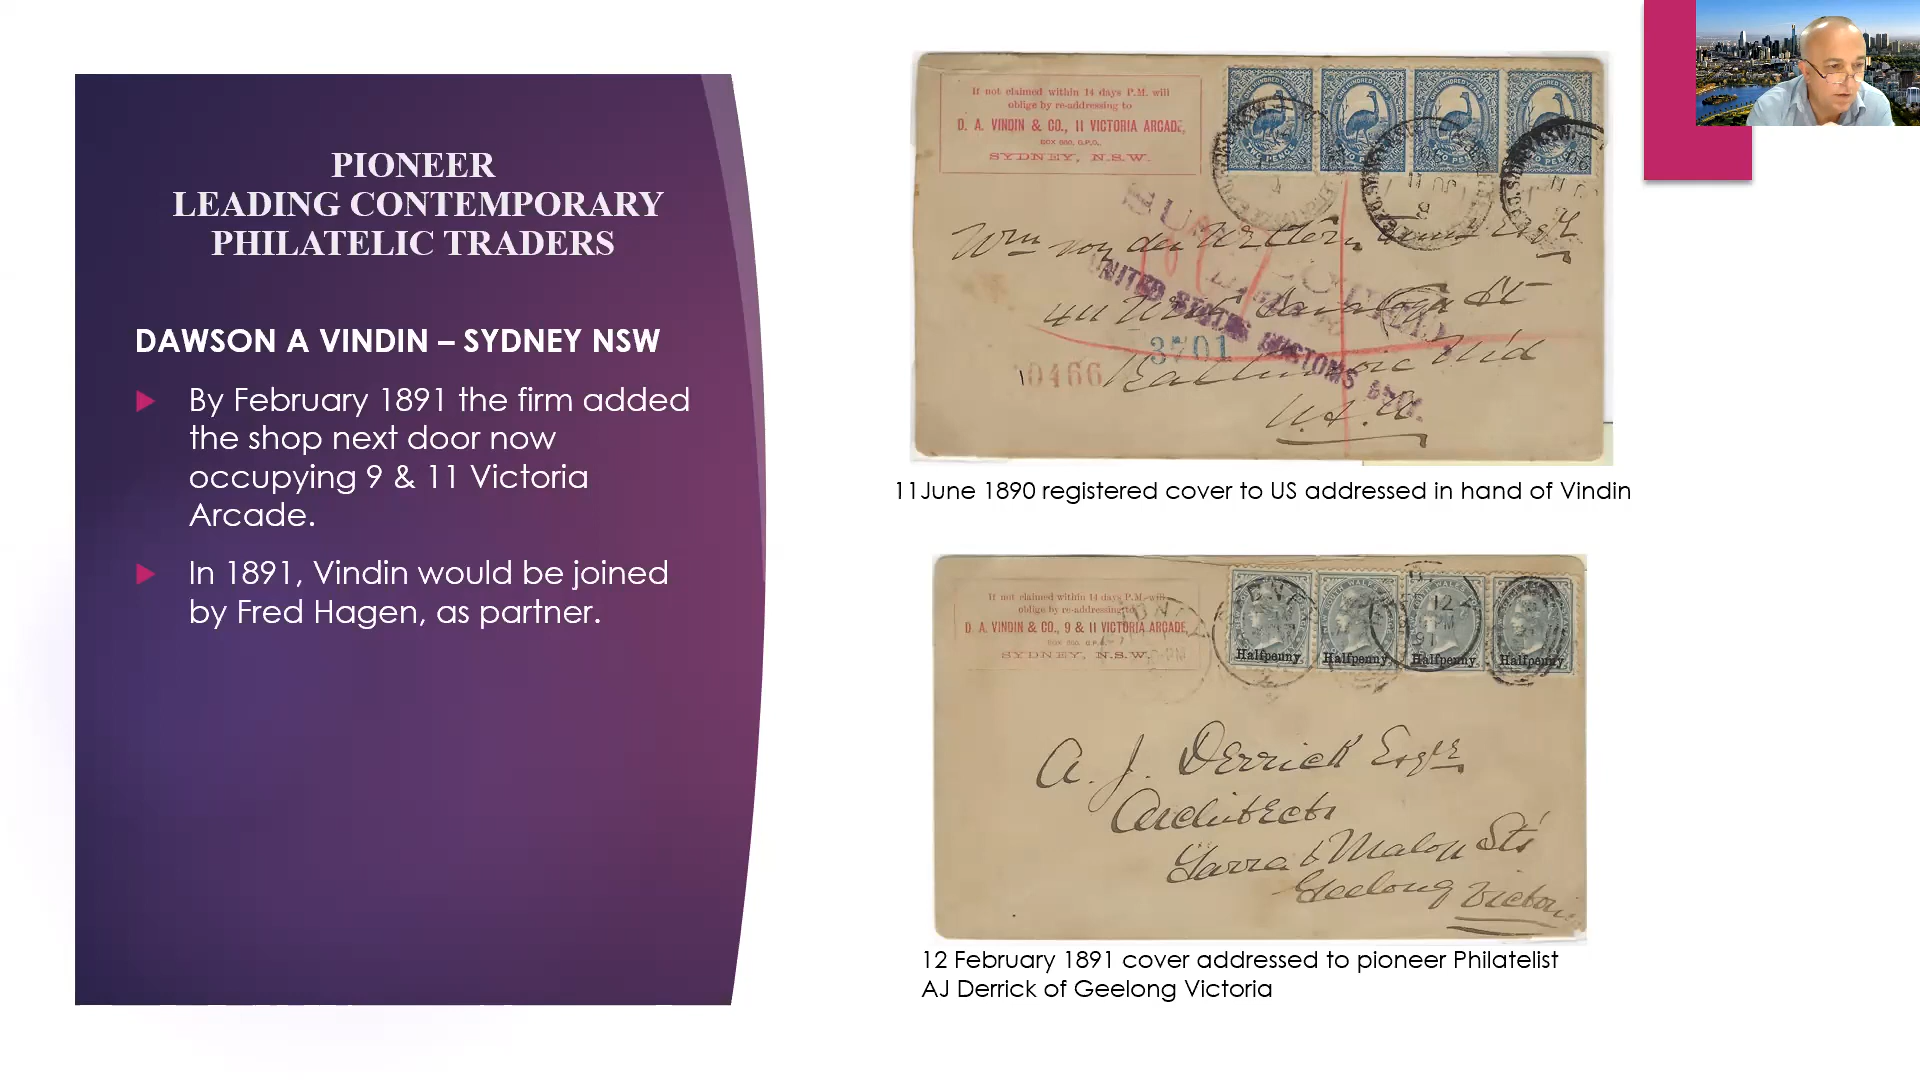 PIONEER
LEADING CONTEMPORARY
PHILATELIC TRADERS
DAWSON A VINDIN – SYDNEY NSW
By February 1891 the firm added
the shop next door now
occupying 9 & 11 Victoria
Arcade.
In 1891, Vindin would be joined
by Fred Hagen, as partner.
If not claimed within 14 days P.M. will
oblige by re-addressing to
D. A. VINDIN & CO., 11 VICTORIA ARCADE,
BOX 860, G.P.O.,
SYDNEY, N.S.W.
UNITED STATES CUSTOMS
3701
10466
U.S.A.
11June 1890 registered cover to US addressed in hand of Vindin
If not claimed within 14 days P.M. will
oblige by re-addressing to
D. A. VINDIN & CO., 9 & 11 VICTORIA ARCADE,
SYDNEY, N.S.W.
Halfpenny Halfpenny Halfpenny Halfpenny
A. J. Derrick Esqre
Architect
Yarra & Malop Sts
Geelong Victoria
12 February 1891 cover addressed to pioneer Philatelist
AJ Derrick of Geelong Victoria